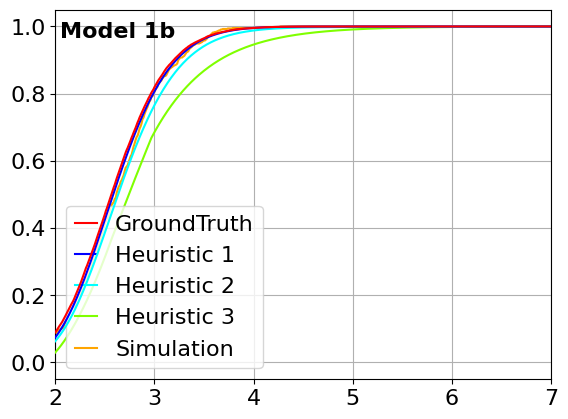 Model 1b
1.0
0.8
0.6
0.4
0.2
0.0
GroundTruth
Heuristic 1
Heuristic 2
Heuristic 3
Simulation
2 3 4 5 6 7